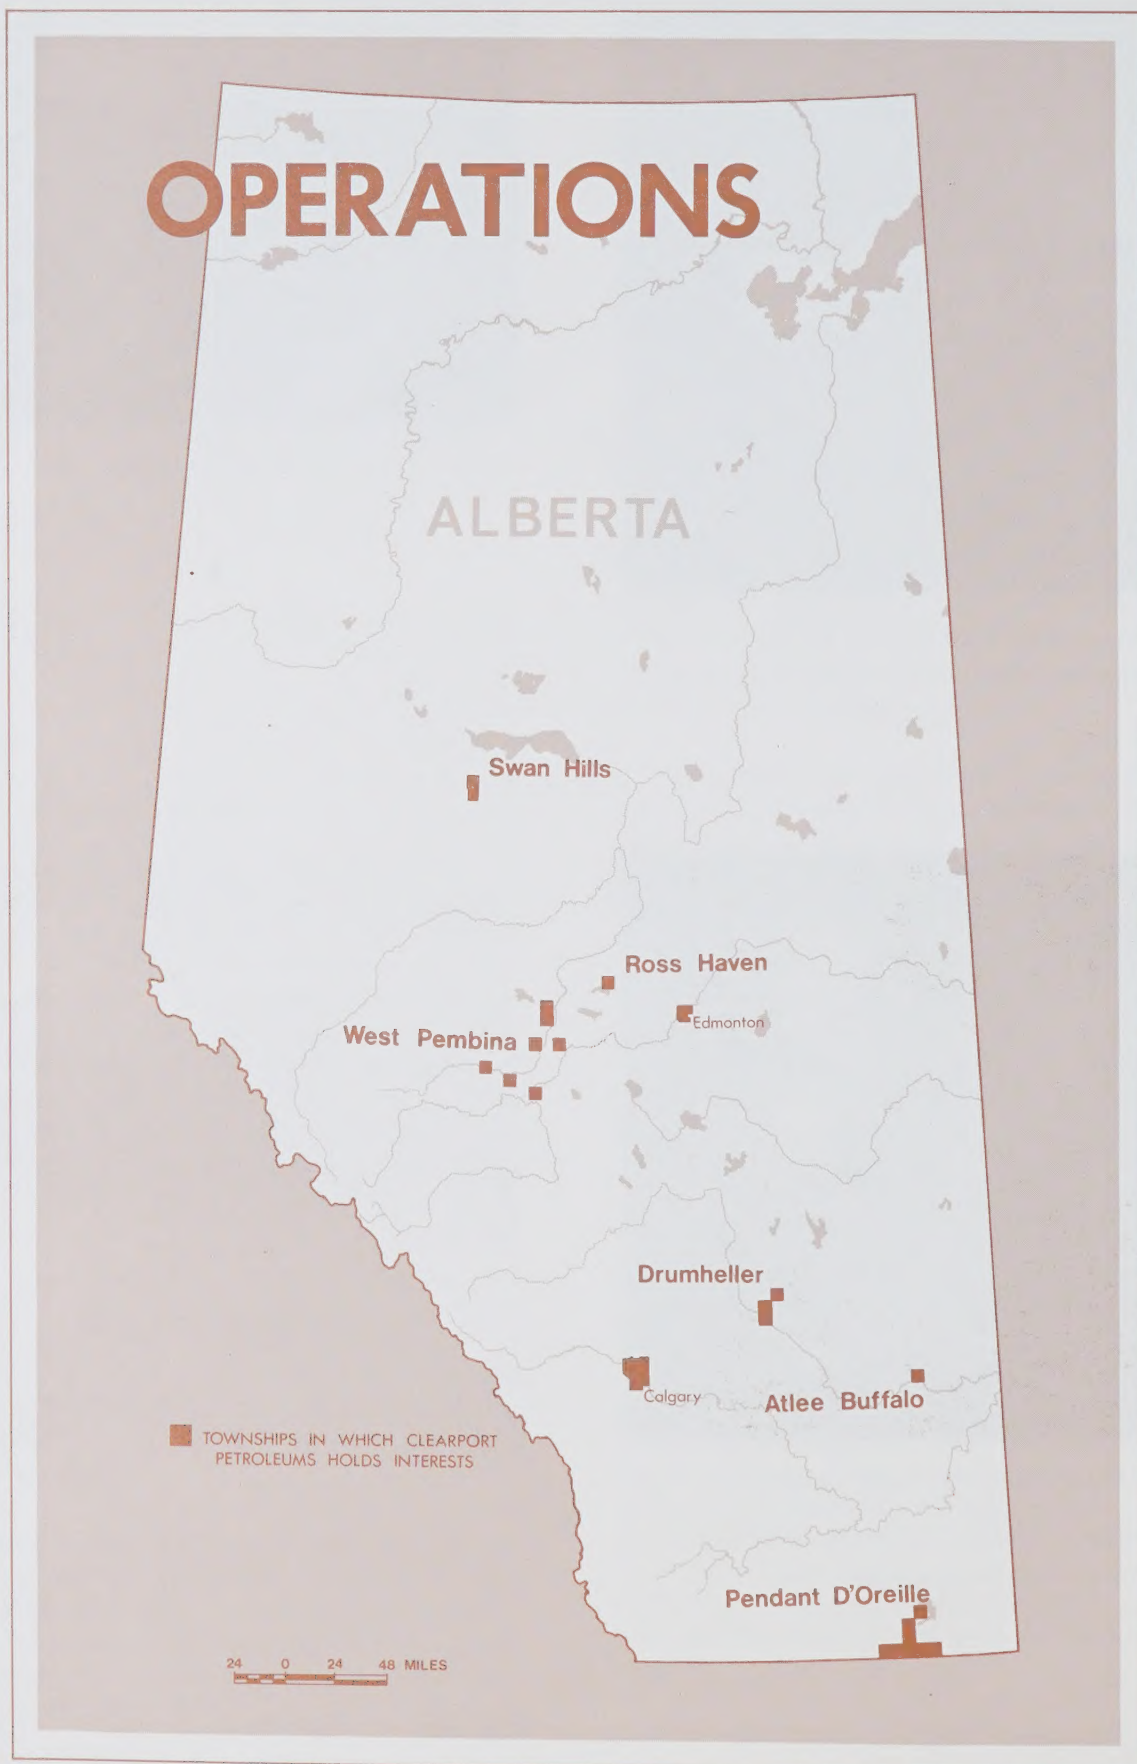 OPERATIONS
ALBERTA
Swan Hills
Ross Haven
Edmonton
West Pembina
Drumheller
Calgary
Atlee Buffalo
TOWNSHIPS IN WHICH CLEARPORT
PETROLEUMS HOLDS INTERESTS
Pendant D'Oreille
24 0 24 48 MILES